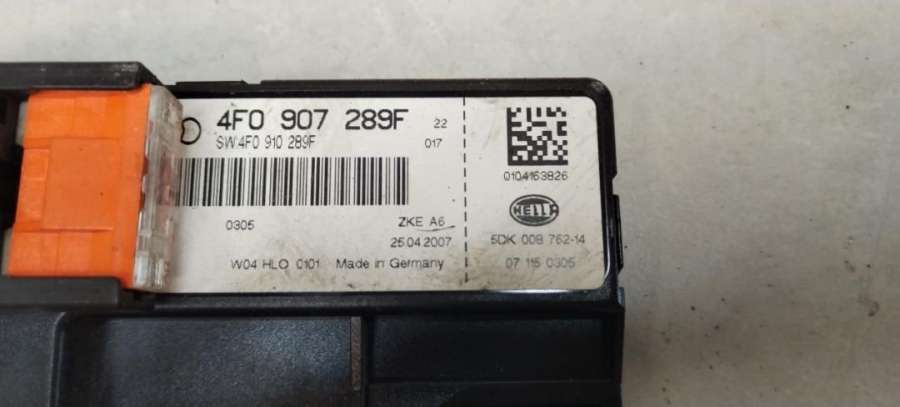 4F0 907 289F 22
SW:4F0 910 289F 017
0305 ZKE A6
25.04.2007
W04 HLO 0101 Made in Germany
0104163826
HELLA
5DK 008 762-14
07 115 0305